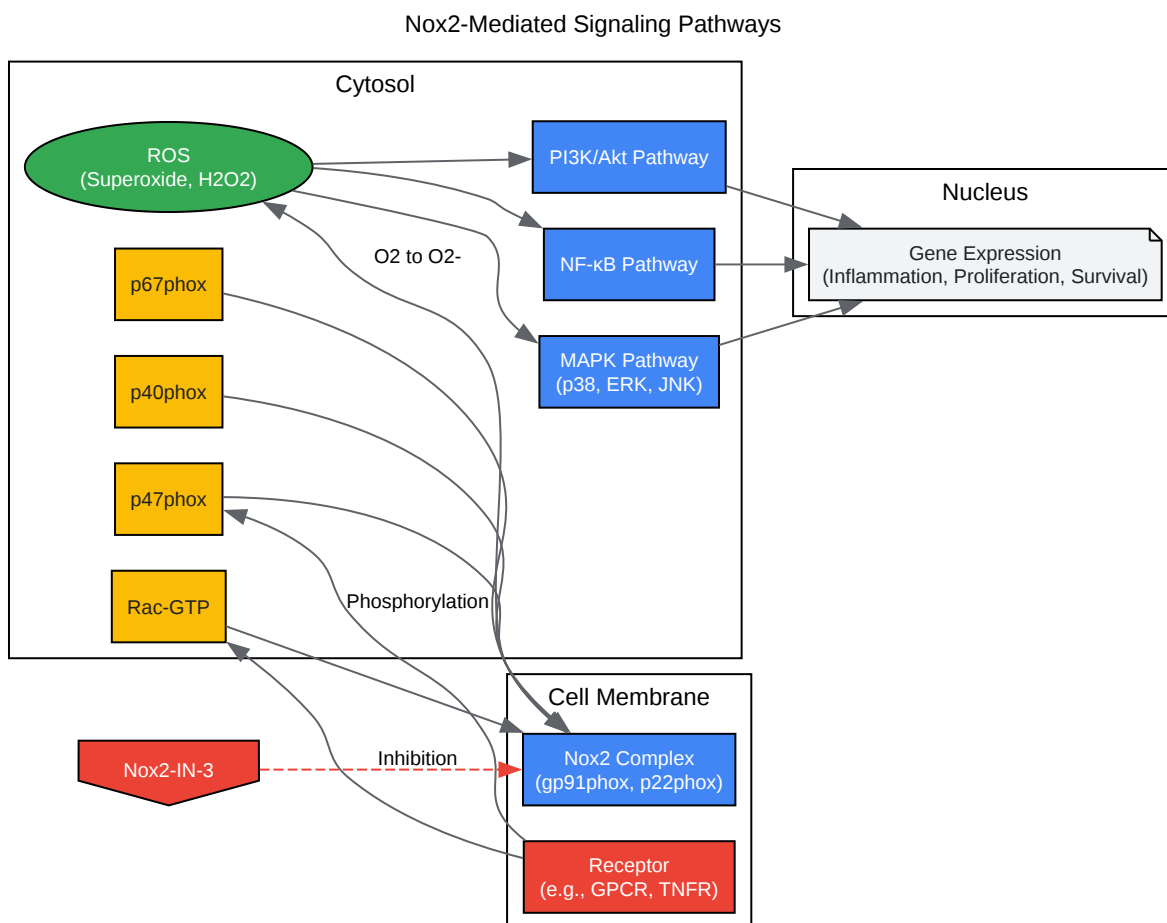 Nox2-Mediated Signaling Pathways
Cytosol
ROS
(Superoxide, H2O2)
PI3K/Akt Pathway
Nucleus
Gene Expression
(Inflammation, Proliferation, Survival)
O2 to O2-
NF-κB Pathway
p67phox
MAPK Pathway
(p38, ERK, JNK)
p40phox
p47phox
Phosphorylation
Rac-GTP
Cell Membrane
Nox2-IN-3
Inhibition
Nox2 Complex
(gp91phox, p22phox)
Receptor
(e.g., GPCR, TNFR)